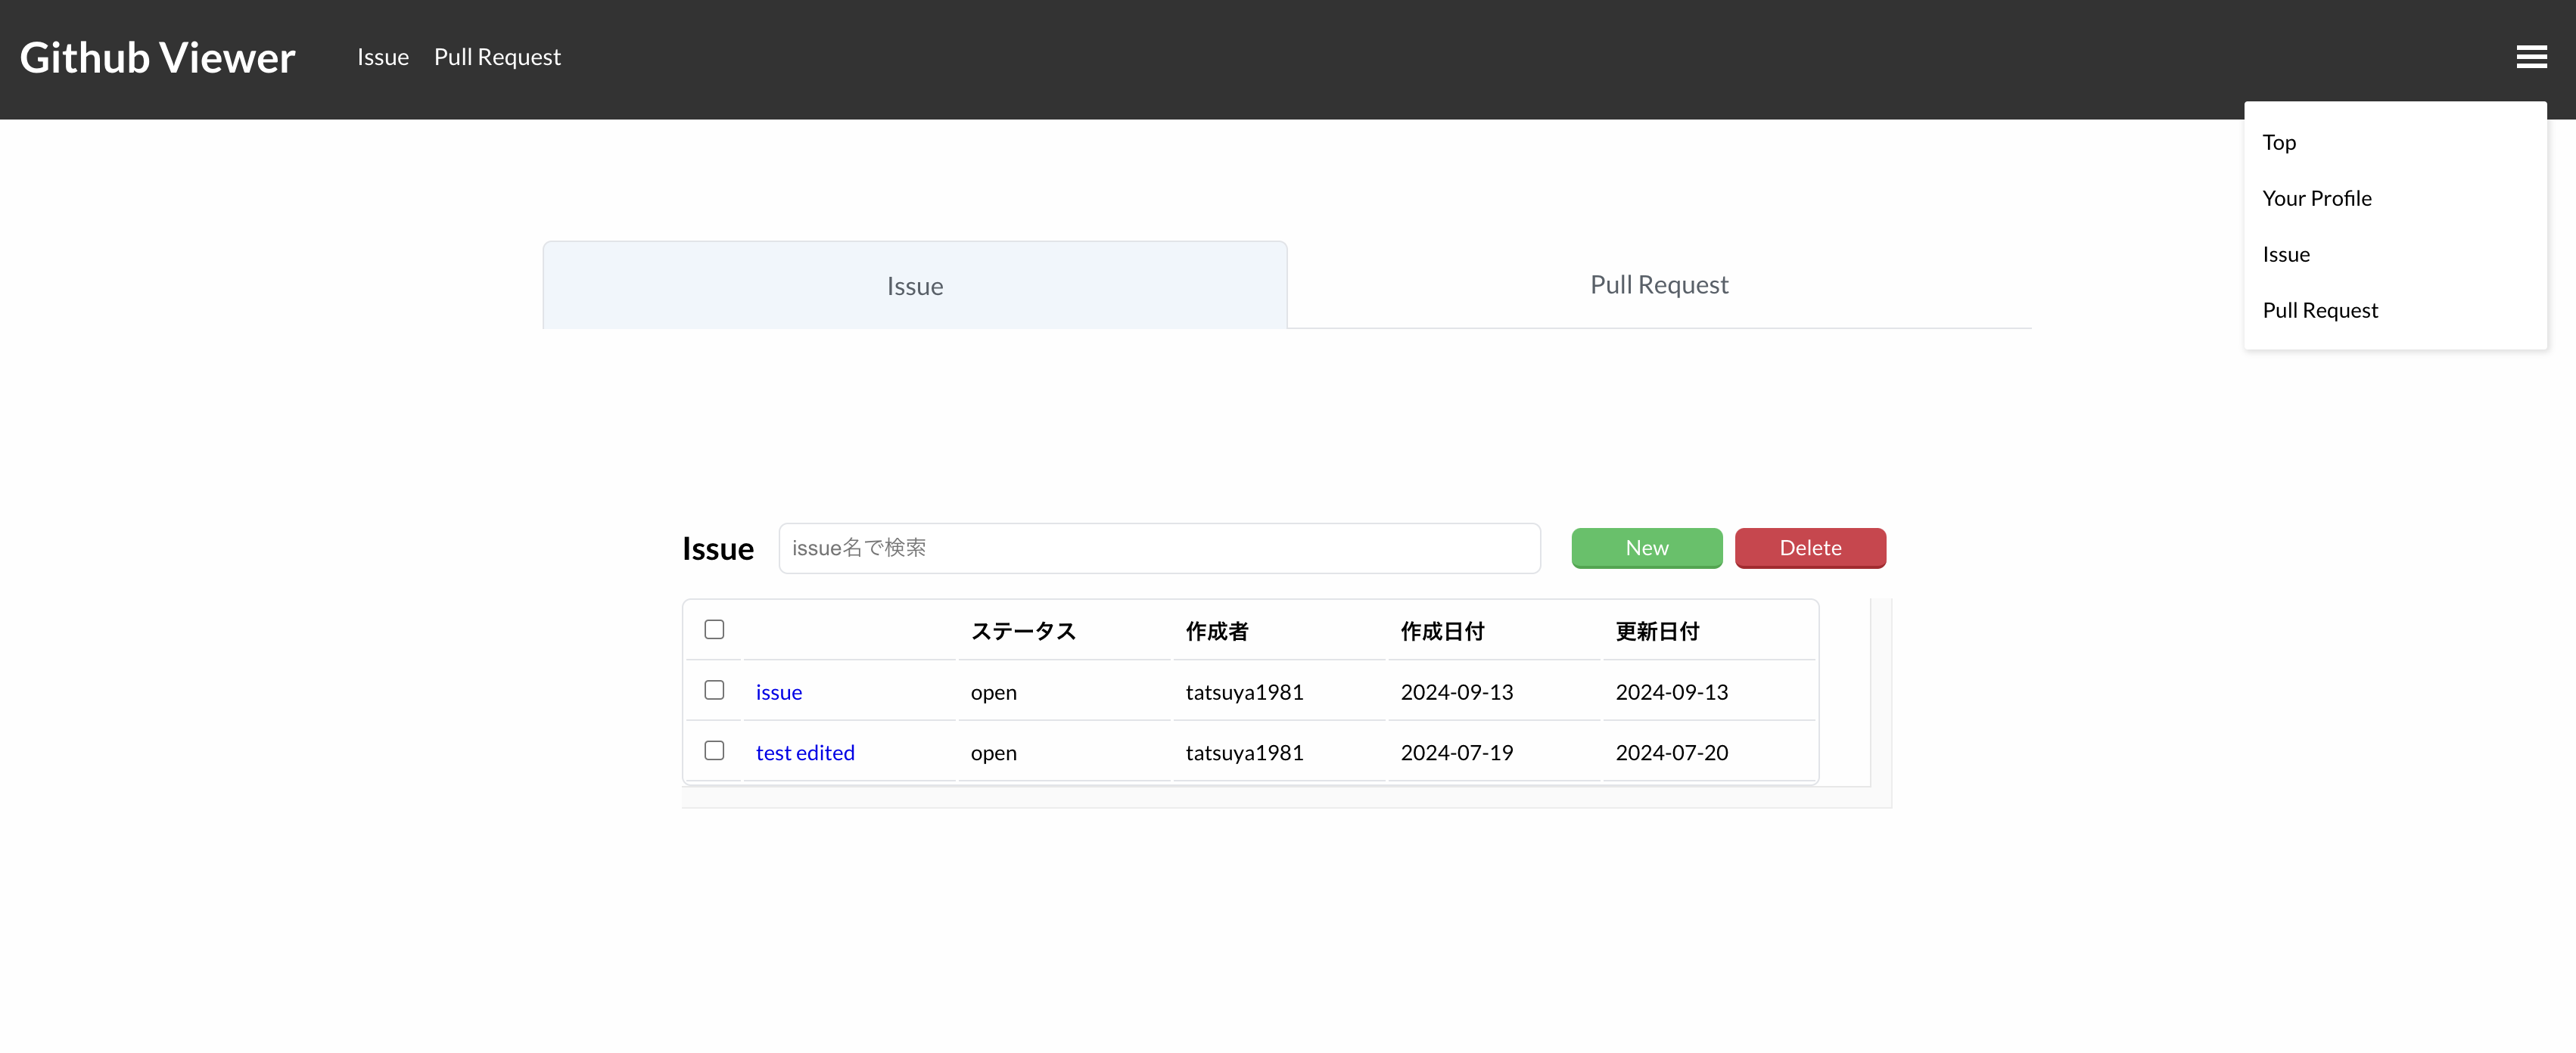 Github Viewer Issue Pull Request
Top
Your Profile
Issue
Pull Request
Issue Pull Request
Issue issue名で検索 New Delete
ステータス 作成者 作成日付 更新日付
issue open tatsuya1981 2024-09-13 2024-09-13
test edited open tatsuya1981 2024-07-19 2024-07-20